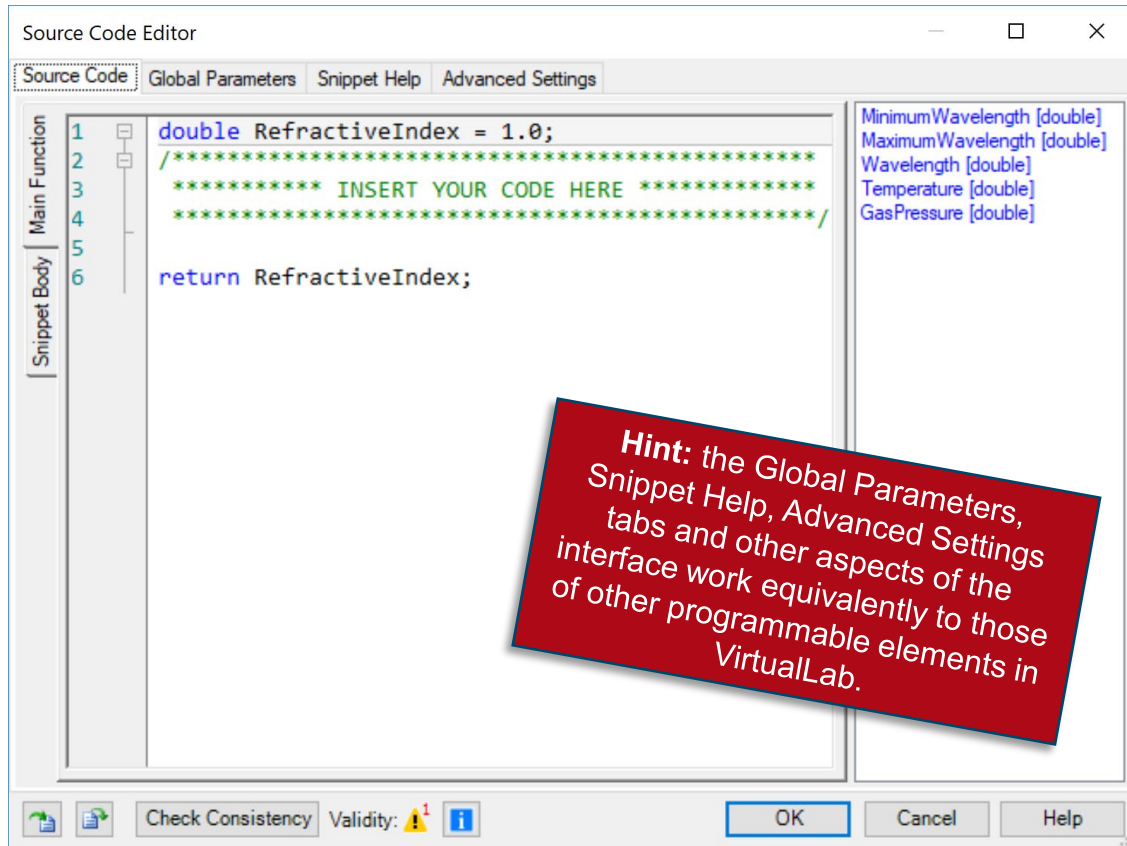 Source Code Editor
Source Code Global Parameters Snippet Help Advanced Settings
Main Function
Snippet Body
1 double RefractiveIndex = 1.0;
2 /***********************************************
3 *********** INSERT YOUR CODE HERE *************
4 ***********************************************/
5
6 return RefractiveIndex;
MinimumWavelength [double]
MaximumWavelength [double]
Wavelength [double]
Temperature [double]
GasPressure [double]
Hint: the Global Parameters,
Snippet Help, Advanced Settings
tabs and other aspects of the
interface work equivalently to those
of other programmable elements in
VirtualLab.
Check Consistency Validity: 1 OK Cancel Help